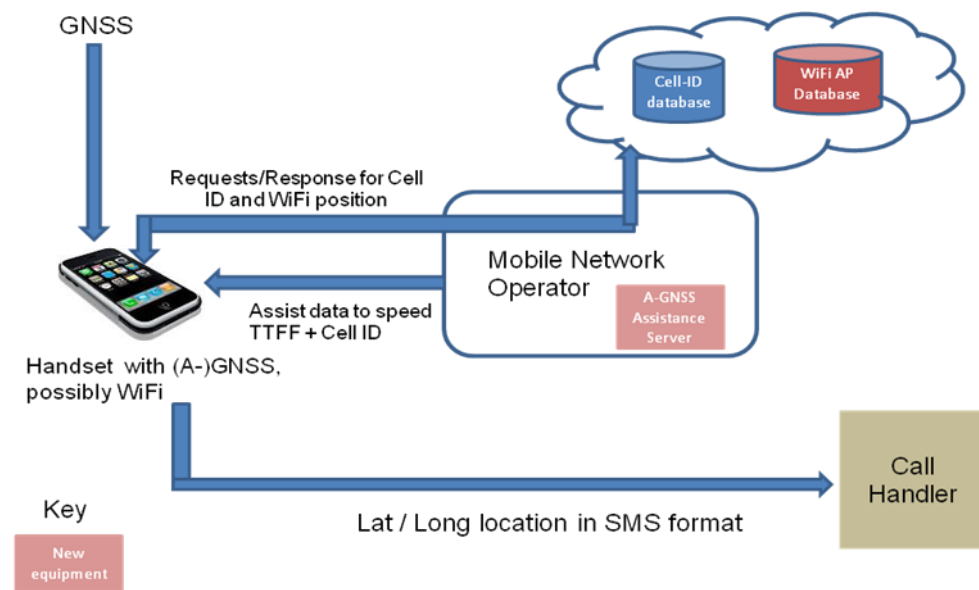 GNSS
Cell-ID
database
WiFi AP
Database
Requests/Response for Cell
ID and WiFi position
Mobile Network
Operator
A-GNSS
Assistance
Server
Assist data to speed
TTFF + Cell ID
Handset with (A-)GNSS,
possibly WiFi
Call
Handler
Lat / Long location in SMS format
Key
New
equipment